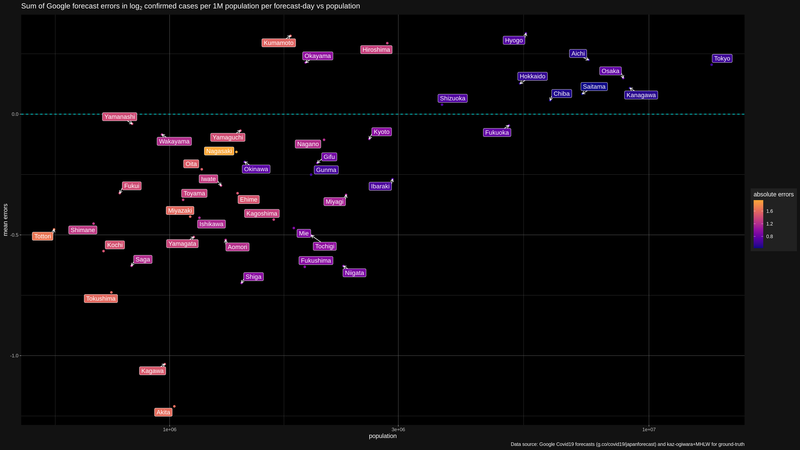 Sum of Google forecast errors in log2 confirmed cases per 1M population per forecast-day vs population
Kumamoto
Hiroshima
Okayama
Hyogo
Aichi
Tokyo
Osaka
Hokkaido
Saitama
Chiba
Kanagawa
Shizuoka
0.0
Yamanashi
Kyoto
Fukuoka
Wakayama
Yamaguchi
Nagano
Nagasaki
Gifu
Oita
Okinawa
Gunma
Iwate
Fukui
Ibaraki
Toyama
Ehime
Miyagi
Miyazaki
Kagoshima
Ishikawa
absolute errors
1.6
1.2
0.8
mean errors
Shimane
Mie
Tottori
-0.5
Kochi
Yamagata
Aomori
Tochigi
Saga
Fukushima
Shiga
Niigata
Tokushima
-1.0
Kagawa
Akita
1e+06
3e+06
1e+07
population
Data source: Google Covid19 forecasts (g.co/covid19/japanforecast) and kaz-ogiwara+MHLW for ground-truth